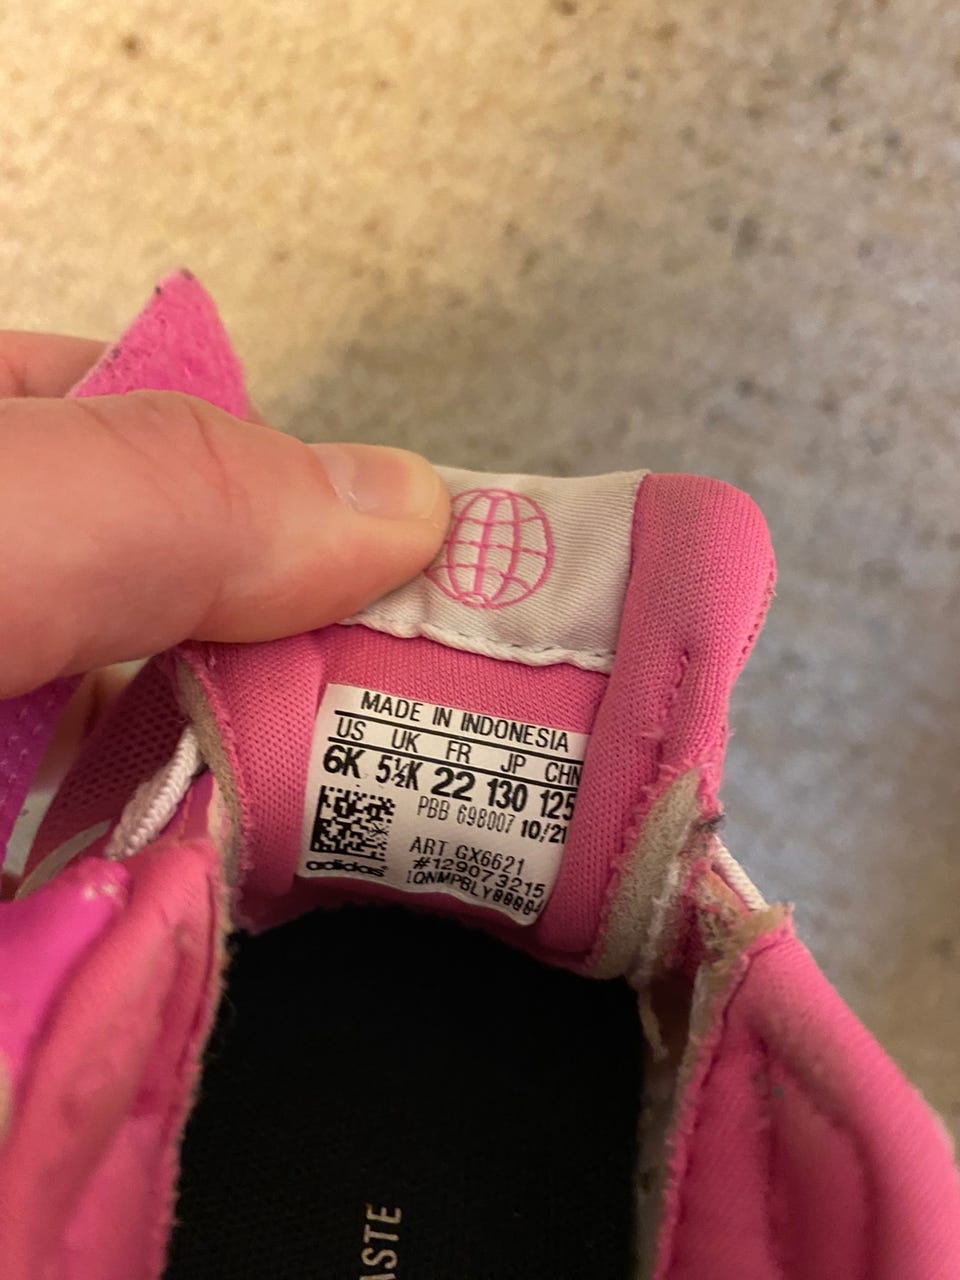 MADE IN INDONESIA
US UK FR JP CHN
6K 5½K 22 130 125
PBB 698007 10/21
ART GX6621
#129073215
adidas
ASTE